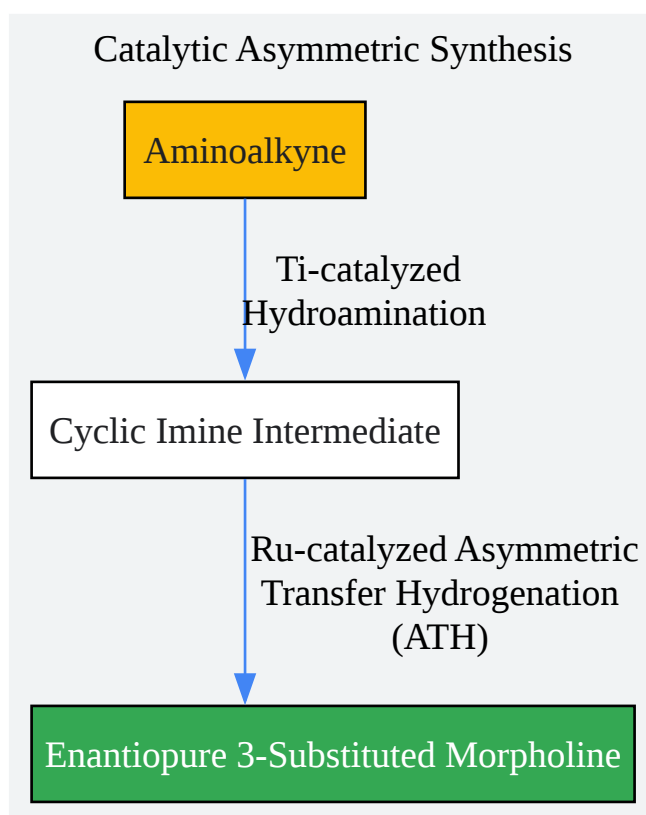 Catalytic Asymmetric Synthesis
Aminoalkyne
Ti-catalyzed
Hydroamination
Cyclic Imine Intermediate
Ru-catalyzed Asymmetric
Transfer Hydrogenation
(ATH)
Enantiopure 3-Substituted Morpholine